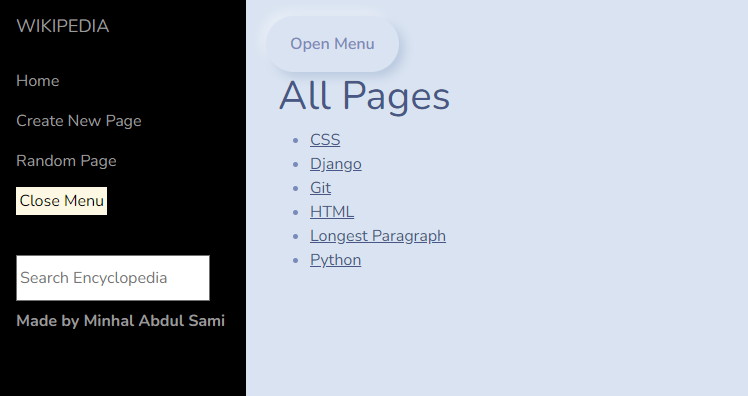 WIKIPEDIA
Home
Create New Page
Random Page
Close Menu
Search Encyclopedia
Made by Minhal Abdul Sami
Open Menu
All Pages
CSS
Django
Git
HTML
Longest Paragraph
Python